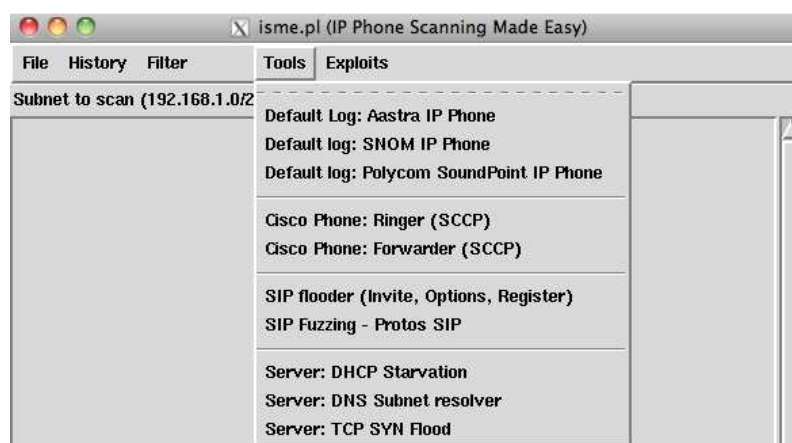 X isme.pl (IP Phone Scanning Made Easy)
File History Filter Tools Exploits
Subnet to scan (192.168.1.0/2
Default Log: Aastra IP Phone
Default log: SNOM IP Phone
Default log: Polycom SoundPoint IP Phone
Cisco Phone: Ringer (SCCP)
Cisco Phone: Forwarder (SCCP)
SIP flooder (Invite, Options, Register)
SIP Fuzzing - Protos SIP
Server: DHCP Starvation
Server: DNS Subnet resolver
Server: TCP SYN Flood